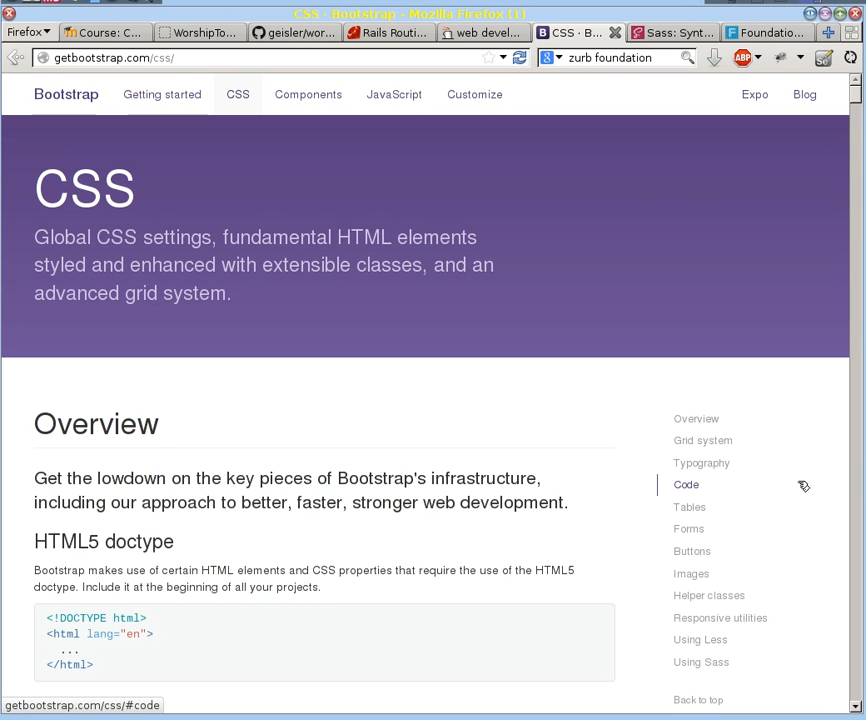 CSS · Bootstrap - Mozilla Firefox (1)
Firefox
Course: C...
WorshipTo...
geisler/wor...
Rails Routi...
web devel...
CSS · B...
Sass: Synt...
Foundatio...
getbootstrap.com/css/
zurb foundation
ABP
Bootstrap
Getting started
CSS
Components
JavaScript
Customize
Expo
Blog
CSS
Global CSS settings, fundamental HTML elements
styled and enhanced with extensible classes, and an
advanced grid system.
Overview
Get the lowdown on the key pieces of Bootstrap's infrastructure,
including our approach to better, faster, stronger web development.
HTML5 doctype
Bootstrap makes use of certain HTML elements and CSS properties that require the use of the HTML5
doctype. Include it at the beginning of all your projects.
<!DOCTYPE html>
<html lang="en">
...
</html>
Overview
Grid system
Typography
Code
Tables
Forms
Buttons
Images
Helper classes
Responsive utilities
Using Less
Using Sass
Back to top
getbootstrap.com/css/#code